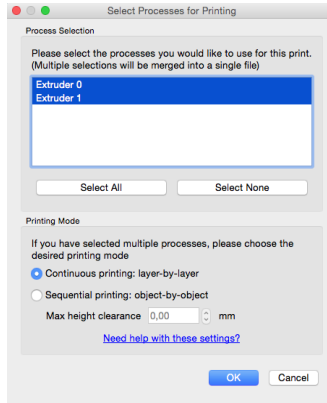 Select Processes for Printing
Process Selection
Please select the processes you would like to use for this print.
(Multiple selections will be merged into a single file)
Extruder 0
Extruder 1
Select All
Select None
Printing Mode
If you have selected multiple processes, please choose the
desired printing mode
Continuous printing: layer-by-layer
Sequential printing: object-by-object
Max height clearance 0,00 mm
Need help with these settings?
OK
Cancel